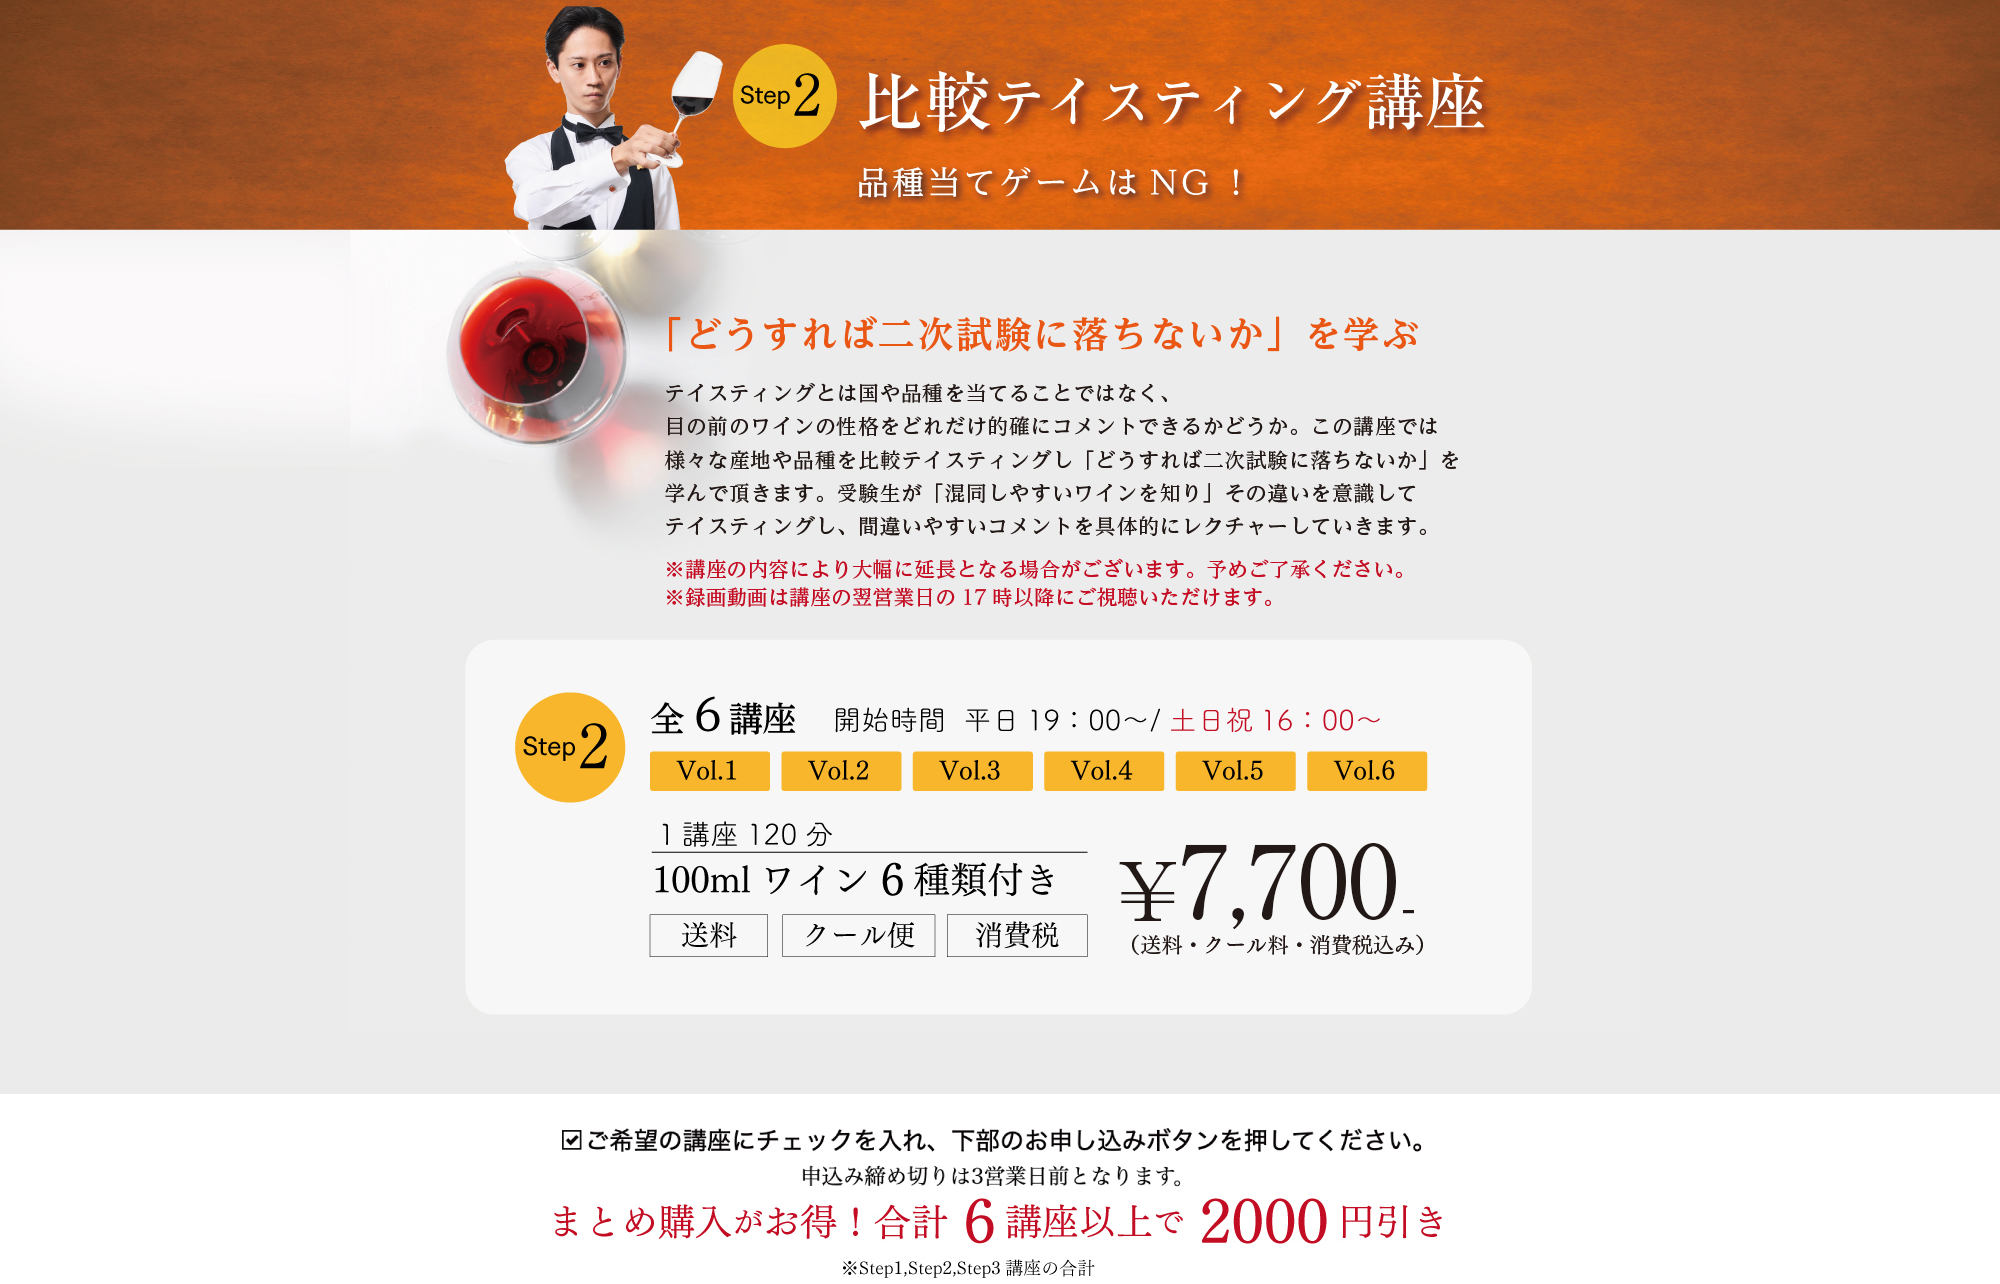 Step2
比較テイスティング講座
品種当てゲームは NG ！
「どうすれば二次試験に落ちないか」を学ぶ
テイスティングとは国や品種を当てることではなく、
目の前のワインの性格をどれだけ的確にコメントできるかどうか。この講座では
様々な産地や品種を比較テイスティングし「どうすれば二次試験に落ちないか」を
学んで頂きます。受験生が「混同しやすいワインを知り」その違いを意識して
テイスティングし、間違いやすいコメントを具体的にレクチャーしていきます。
※講座の内容により大幅に延長となる場合がございます。予めご了承ください。
※録画動画は講座の翌営業日の 17 時以降にご視聴いただけます。
Step2
全 6 講座 開始時間 平日 19：00〜/ 土日祝 16：00〜
Vol.1 Vol.2 Vol.3 Vol.4 Vol.5 Vol.6
1 講座 120 分
100ml ワイン 6 種類付き
送料 クール便 消費税
¥7,700-
（送料・クール料・消費税込み）
☑ご希望の講座にチェックを入れ、下部のお申し込みボタンを押してください。
申込み締め切りは3営業日前となります。
まとめ購入がお得！合計 6 講座以上で 2000 円引き
※Step1,Step2,Step3 講座の合計